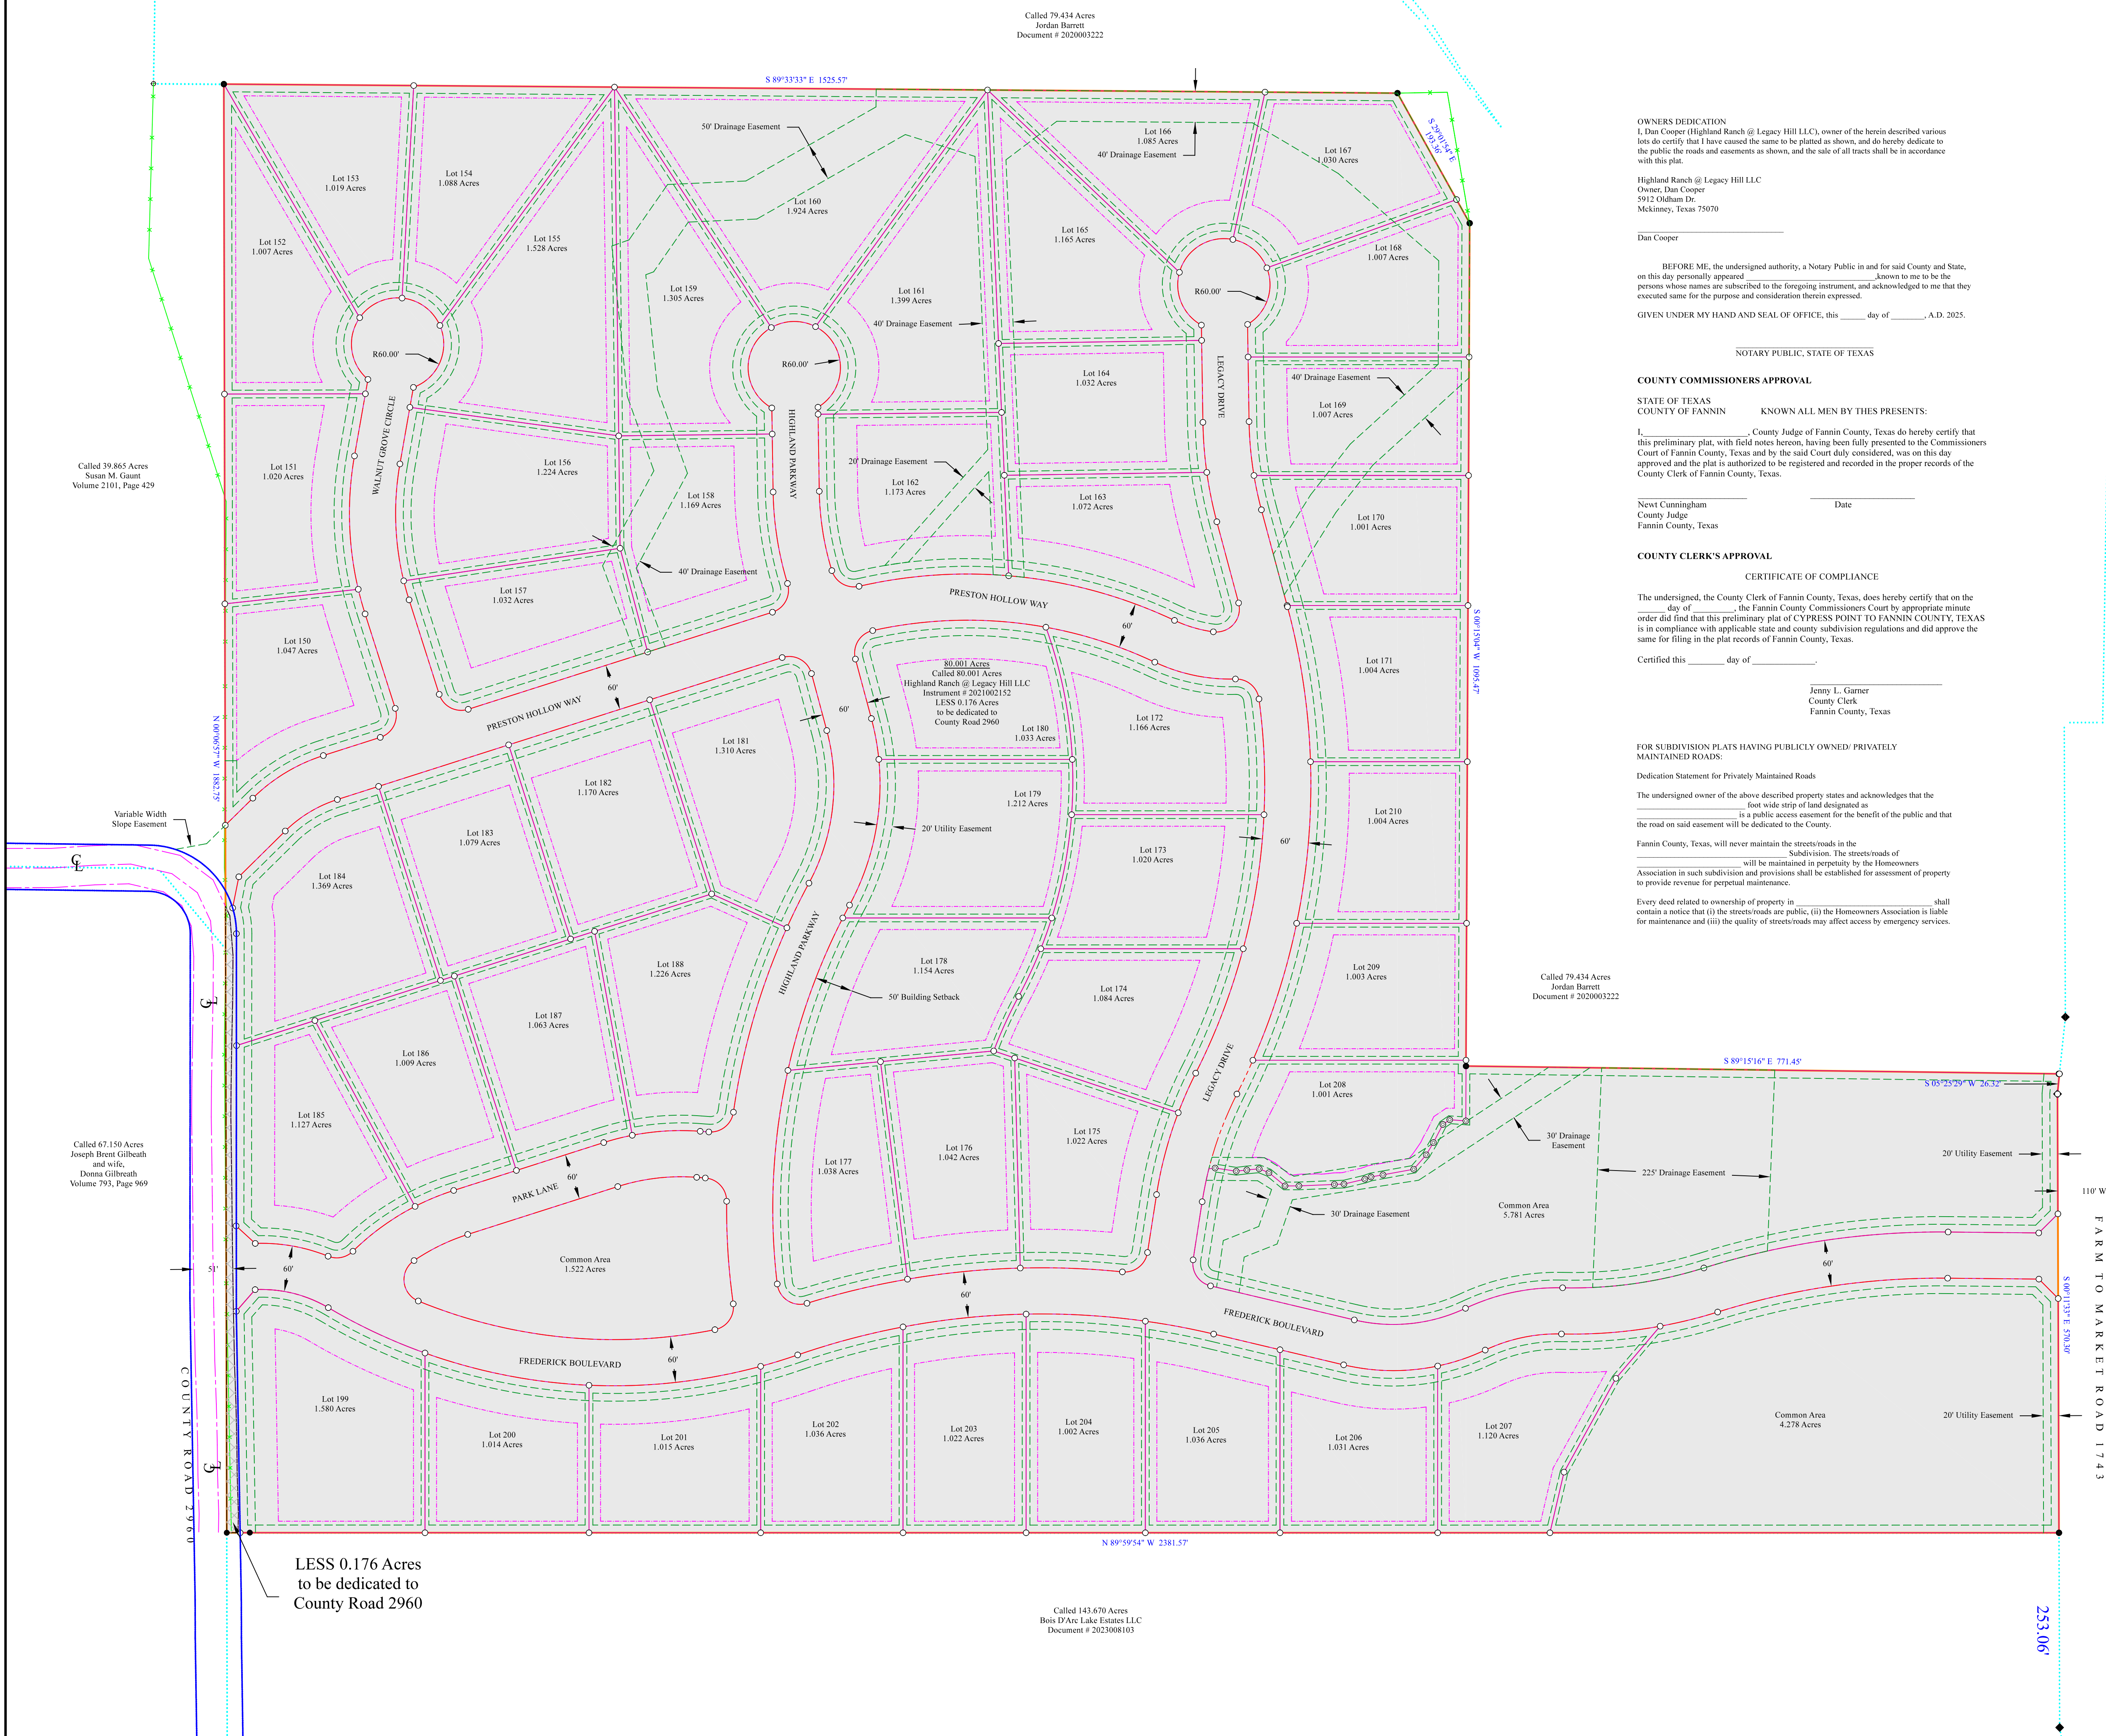 Called 79.434 Acres
Jordan Barrett
Document # 2020003222
S 89°33'33" E 1525.57'
S 29°01'54" E
193.36'
50' Drainage Easement
40' Drainage Easement
Lot 152
1.007 Acres
Lot 153
1.019 Acres
Lot 154
1.088 Acres
Lot 155
1.528 Acres
Lot 159
1.305 Acres
Lot 160
1.924 Acres
Lot 161
1.399 Acres
Lot 165
1.165 Acres
Lot 166
1.085 Acres
Lot 167
1.030 Acres
Lot 168
1.007 Acres
R60.00'
R60.00'
R60.00'
40' Drainage Easement
40' Drainage Easement
WALNUT GROVE CIRCLE
HIGHLAND PARKWAY
LEGACY DRIVE
Called 39.865 Acres
Susan M. Gaunt
Volume 2101, Page 429
Lot 151
1.020 Acres
Lot 156
1.224 Acres
Lot 158
1.169 Acres
20' Drainage Easement
Lot 162
1.173 Acres
Lot 164
1.032 Acres
Lot 163
1.072 Acres
Lot 169
1.007 Acres
Lot 170
1.001 Acres
40' Drainage Easement
Lot 157
1.032 Acres
Lot 150
1.047 Acres
PRESTON HOLLOW WAY
60'
S 00°15'04" W 1095.47'
N 00°06'57" W 1882.75'
PRESTON HOLLOW WAY
60'
60'
80.001 Acres
Called 80.001 Acres
Highland Ranch @ Legacy Hill LLC
Instrument # 2021002152
LESS 0.176 Acres
to be dedicated to
County Road 2960
Lot 180
1.033 Acres
Lot 172
1.166 Acres
Lot 171
1.004 Acres
Lot 181
1.310 Acres
Lot 182
1.170 Acres
Lot 183
1.079 Acres
Lot 184
1.369 Acres
Variable Width
Slope Easement
20' Utility Easement
Lot 179
1.212 Acres
Lot 173
1.020 Acres
60'
Lot 210
1.004 Acres
Lot 188
1.226 Acres
HIGHLAND PARKWAY
Lot 178
1.154 Acres
50' Building Setback
Lot 174
1.084 Acres
Lot 209
1.003 Acres
Lot 187
1.063 Acres
Lot 186
1.009 Acres
Lot 185
1.127 Acres
LEGACY DRIVE
Lot 208
1.001 Acres
Called 67.150 Acres
Joseph Brent Gilbeath
and wife,
Donna Gilbreath
Volume 793, Page 969
Lot 177
1.038 Acres
Lot 176
1.042 Acres
Lot 175
1.022 Acres
PARK LANE
60'
30' Drainage Easement
30' Drainage
Easement
225' Drainage Easement
20' Utility Easement
Common Area
5.781 Acres
Called 79.434 Acres
Jordan Barrett
Document # 2020003222
S 89°15'16" E 771.45'
S 05°25'29" W 26.32'
110' W
FARM TO MARKET ROAD 1743
S 00°11'33" E 570.30'
51'
60'
Common Area
1.522 Acres
60'
60'
60'
FREDERICK BOULEVARD
FREDERICK BOULEVARD
COUNTY ROAD 2960
Lot 199
1.580 Acres
Lot 200
1.014 Acres
Lot 201
1.015 Acres
Lot 202
1.036 Acres
Lot 203
1.022 Acres
Lot 204
1.002 Acres
Lot 205
1.036 Acres
Lot 206
1.031 Acres
Lot 207
1.120 Acres
Common Area
4.278 Acres
20' Utility Easement
N 89°59'54" W 2381.57'
LESS 0.176 Acres
to be dedicated to
County Road 2960
Called 143.670 Acres
Bois D'Arc Lake Estates LLC
Document # 2023008103
253.06'
OWNERS DEDICATION
I, Dan Cooper (Highland Ranch @ Legacy Hill LLC), owner of the herein described various
lots do certify that I have caused the same to be platted as shown, and do hereby dedicate to
the public the roads and easements as shown, and the sale of all tracts shall be in accordance
with this plat.
Highland Ranch @ Legacy Hill LLC
Owner, Dan Cooper
5912 Oldham Dr.
Mckinney, Texas 75070
Dan Cooper
BEFORE ME, the undersigned authority, a Notary Public in and for said County and State,
on this day personally appeared ____________________,known to me to be the
persons whose names are subscribed to the foregoing instrument, and acknowledged to me that they
executed same for the purpose and consideration therein expressed.
GIVEN UNDER MY HAND AND SEAL OF OFFICE, this ______ day of ________, A.D. 2025.
NOTARY PUBLIC, STATE OF TEXAS
COUNTY COMMISSIONERS APPROVAL
STATE OF TEXAS
COUNTY OF FANNIN KNOWN ALL MEN BY THES PRESENTS:
I,____________________, County Judge of Fannin County, Texas do hereby certify that
this preliminary plat, with field notes hereon, having been fully presented to the Commissioners
Court of Fannin County, Texas and by the said Court duly considered, was on this day
approved and the plat is authorized to be registered and recorded in the proper records of the
County Clerk of Fannin County, Texas.
Newt Cunningham Date
County Judge
Fannin County, Texas
COUNTY CLERK'S APPROVAL
CERTIFICATE OF COMPLIANCE
The undersigned, the County Clerk of Fannin County, Texas, does hereby certify that on the
______ day of _________, the Fannin County Commissioners Court by appropriate minute
order did find that this preliminary plat of CYPRESS POINT TO FANNIN COUNTY, TEXAS
is in compliance with applicable state and county subdivision regulations and did approve the
same for filing in the plat records of Fannin County, Texas.
Certified this ________ day of ______________.
Jenny L. Garner
County Clerk
Fannin County, Texas
FOR SUBDIVISION PLATS HAVING PUBLICLY OWNED/ PRIVATELY
MAINTAINED ROADS:
Dedication Statement for Privately Maintained Roads
The undersigned owner of the above described property states and acknowledges that the
____________________ foot wide strip of land designated as
____________________ is a public access easement for the benefit of the public and that
the road on said easement will be dedicated to the County.
Fannin County, Texas, will never maintain the streets/roads in the
____________________ Subdivision. The streets/roads of
____________________ will be maintained in perpetuity by the Homeowners
Association in such subdivision and provisions shall be established for assessment of property
to provide revenue for perpetual maintenance.
Every deed related to ownership of property in ____________________ shall
contain a notice that (i) the streets/roads are public, (ii) the Homeowners Association is liable
for maintenance and (iii) the quality of streets/roads may affect access by emergency services.